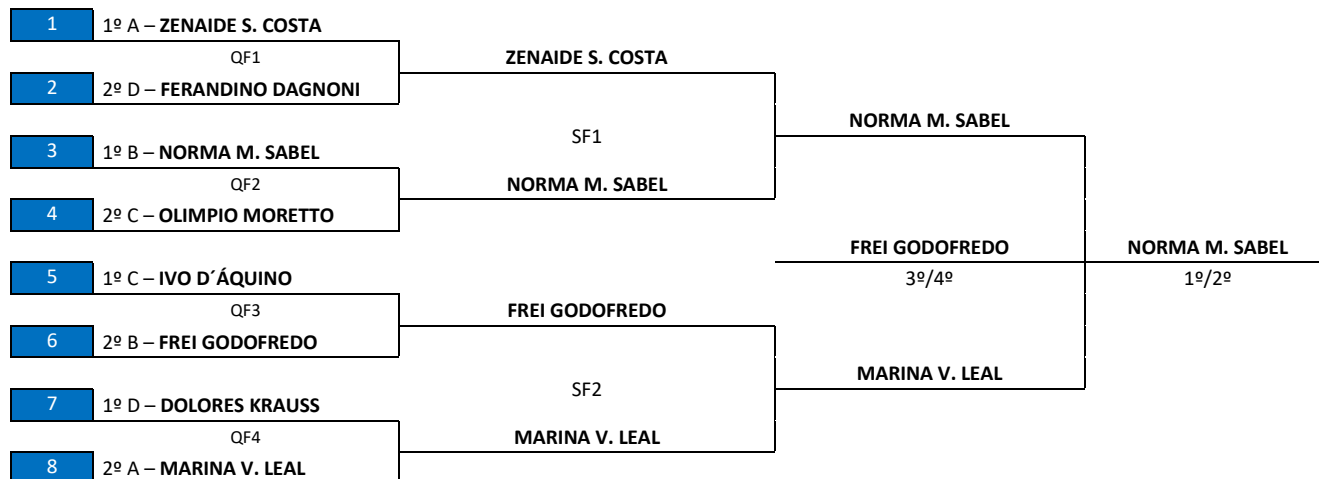 1 1º A – ZENAIDE S. COSTA
QF1 ZENAIDE S. COSTA
2 2º D – FERANDINO DAGNONI
NORMA M. SABEL
SF1
3 1º B – NORMA M. SABEL
QF2 NORMA M. SABEL
4 2º C – OLIMPIO MORETTO
FREI GODOFREDO NORMA M. SABEL
5 1º C – IVO D´ÁQUINO 3º/4º 1º/2º
QF3 FREI GODOFREDO
6 2º B – FREI GODOFREDO
MARINA V. LEAL
SF2
7 1º D – DOLORES KRAUSS
QF4 MARINA V. LEAL
8 2º A – MARINA V. LEAL